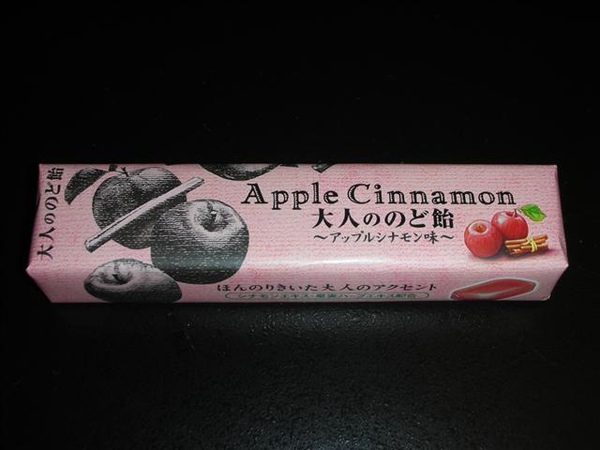 大人ののど飴
Apple Cinnamon
大人ののど飴
〜アップルシナモン味〜
ほんのりきいた大人のアクセント